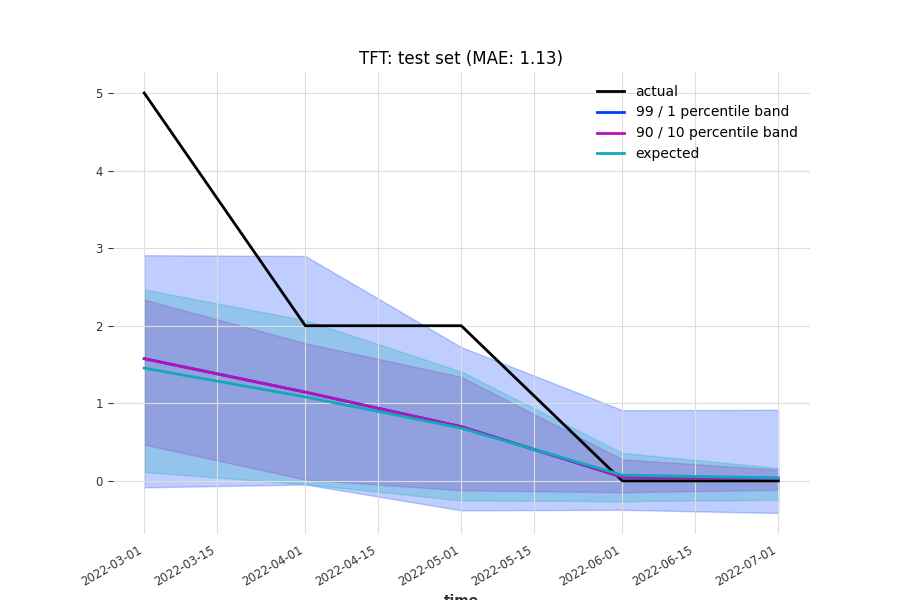 TFT: test set (MAE: 1.13)
actual
99 / 1 percentile band
90 / 10 percentile band
expected
5
4
3
2
1
0
2022-03-01
2022-03-15
2022-04-01
2022-04-15
2022-05-01
2022-05-15
2022-06-01
2022-06-15
2022-07-01
time